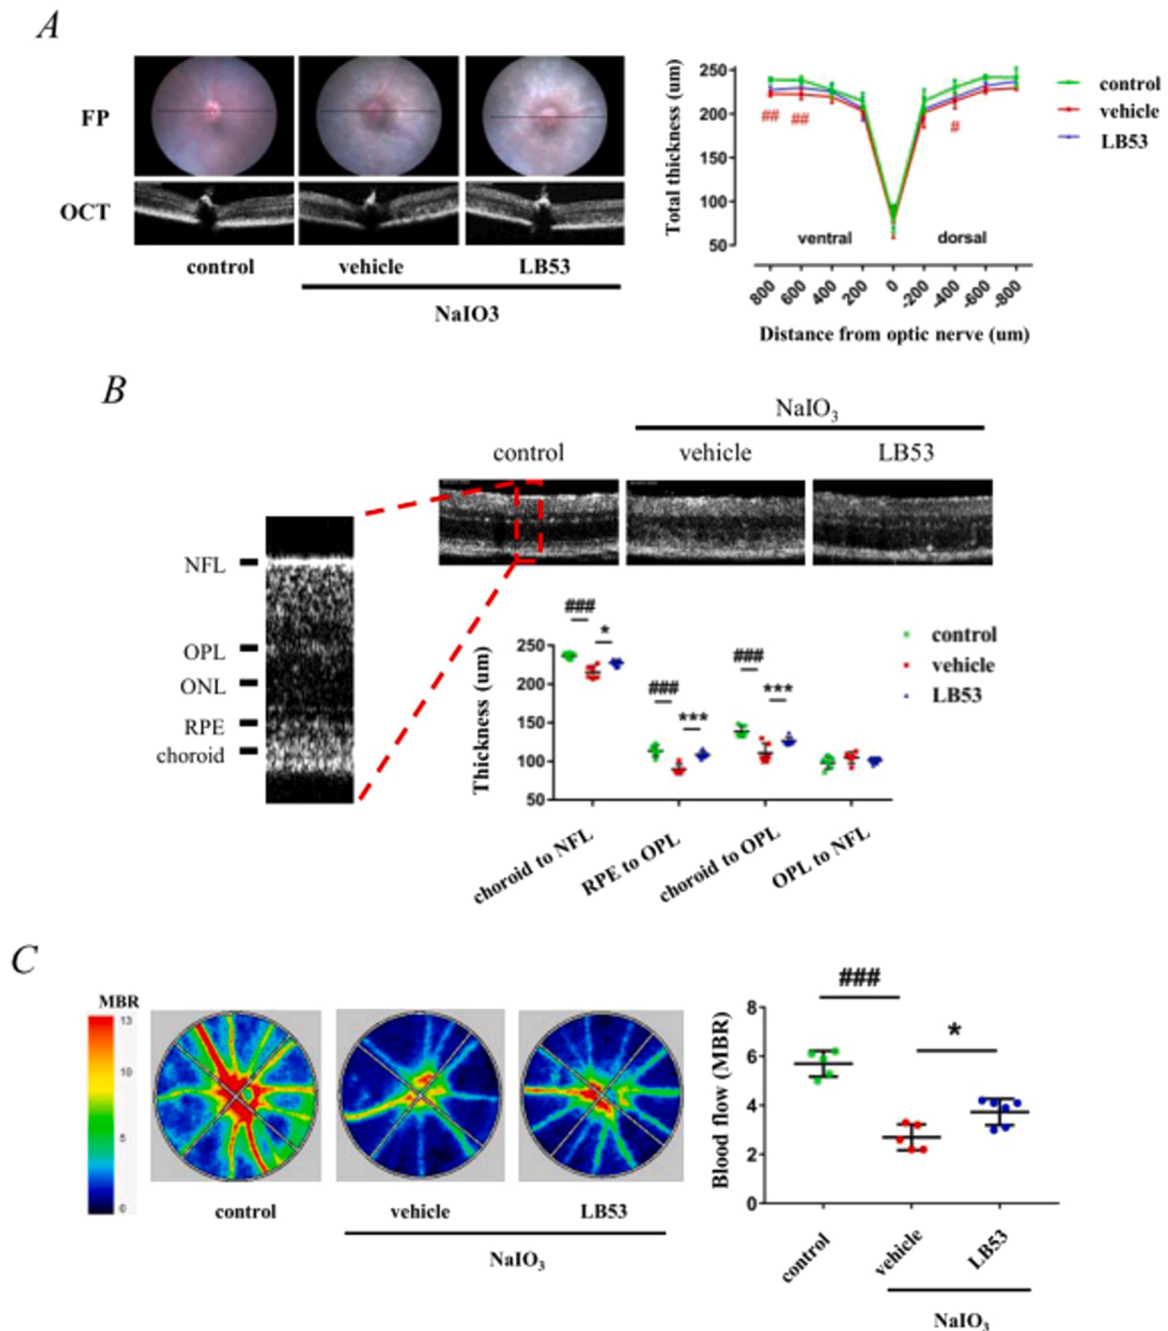 A
FP
OCT
control
vehicle
LB53
NaIO3
Total thickness (um)
250
200
150
100
50
##
##
#
ventral
dorsal
800
600
400
200
0
-200
-400
-600
-800
Distance from optic nerve (um)
control
vehicle
LB53
B
NaIO₃
control
vehicle
LB53
NFL
OPL
ONL
RPE
choroid
Thickness (um)
250
200
150
100
50
###
*
###
***
###
***
control
vehicle
LB53
choroid to NFL
RPE to OPL
choroid to OPL
OPL to NFL
C
MBR
13
10
5
0
control
vehicle
LB53
NaIO₃
Blood flow (MBR)
8
6
4
2
0
###
*
control
vehicle
LB53
NaIO₃